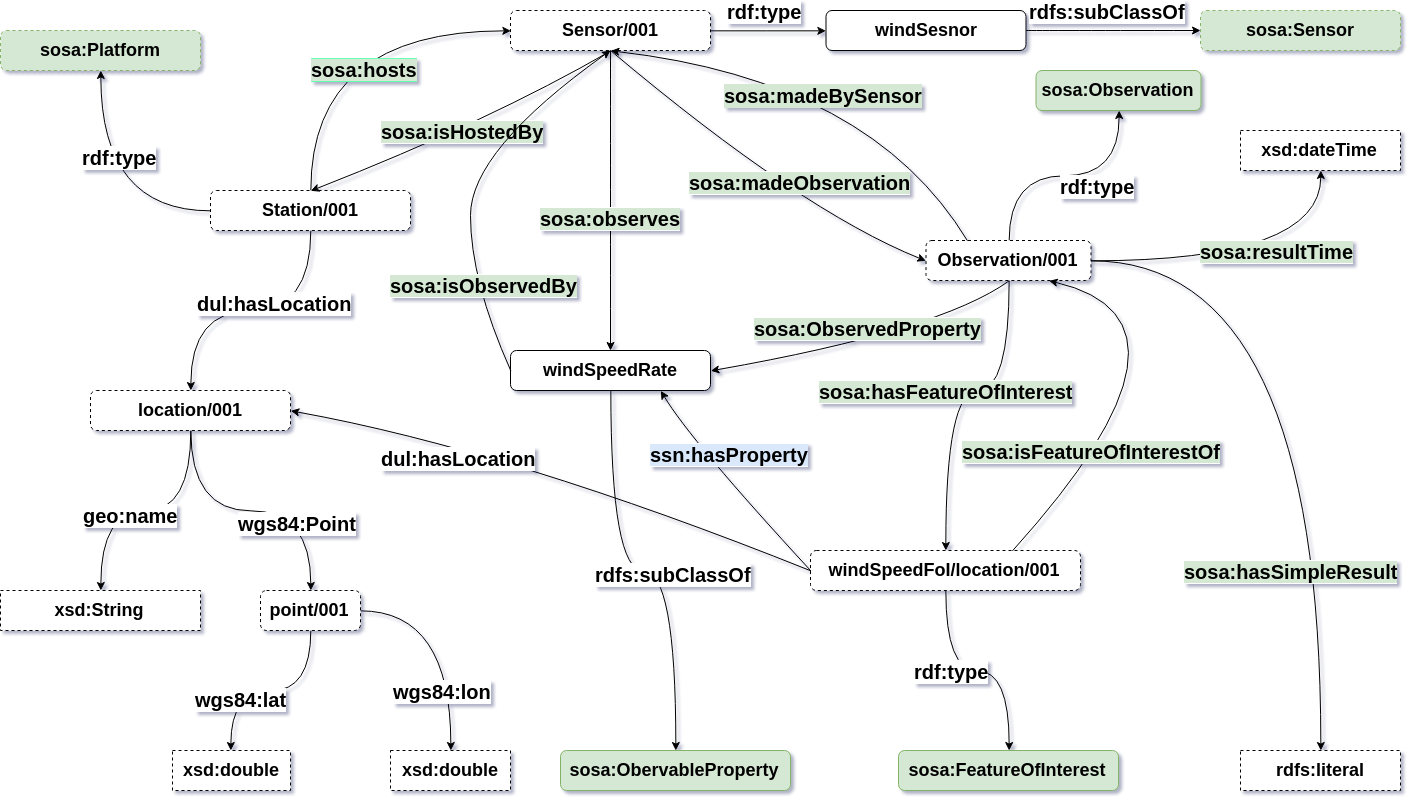 rdf:type
rdfs:subClassOf
Sensor/001
windSesnor
sosa:Sensor
sosa:Platform
sosa:hosts
sosa:madeBySensor
sosa:Observation
sosa:isHostedBy
xsd:dateTime
rdf:type
sosa:madeObservation
rdf:type
Station/001
sosa:observes
sosa:resultTime
Observation/001
sosa:isObservedBy
dul:hasLocation
sosa:ObservedProperty
windSpeedRate
sosa:hasFeatureOfInterest
location/001
sosa:isFeatureOfInterestOf
ssn:hasProperty
dul:hasLocation
geo:name
wgs84:Point
windSpeedFoI/location/001
sosa:hasSimpleResult
rdfs:subClassOf
xsd:String
point/001
rdf:type
wgs84:lon
wgs84:lat
xsd:double
xsd:double
sosa:ObervableProperty
sosa:FeatureOfInterest
rdfs:literal